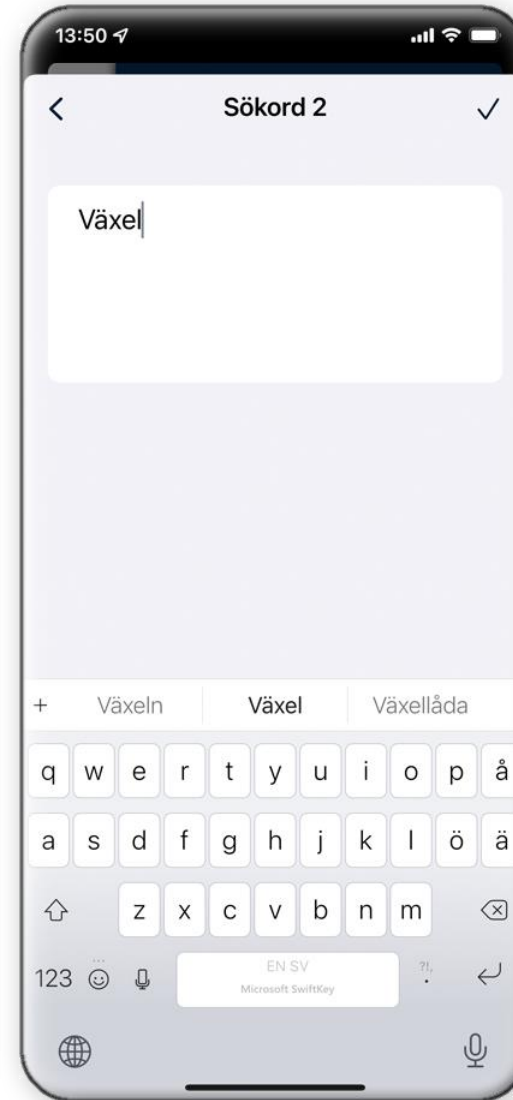 13:50
Sökord 2
Växel
+ Växeln Växel Växellåda
q w e r t y u i o p å
a s d f g h j k l ö ä
z x c v b n m
123 EN SV ?!, .
Microsoft SwiftKey